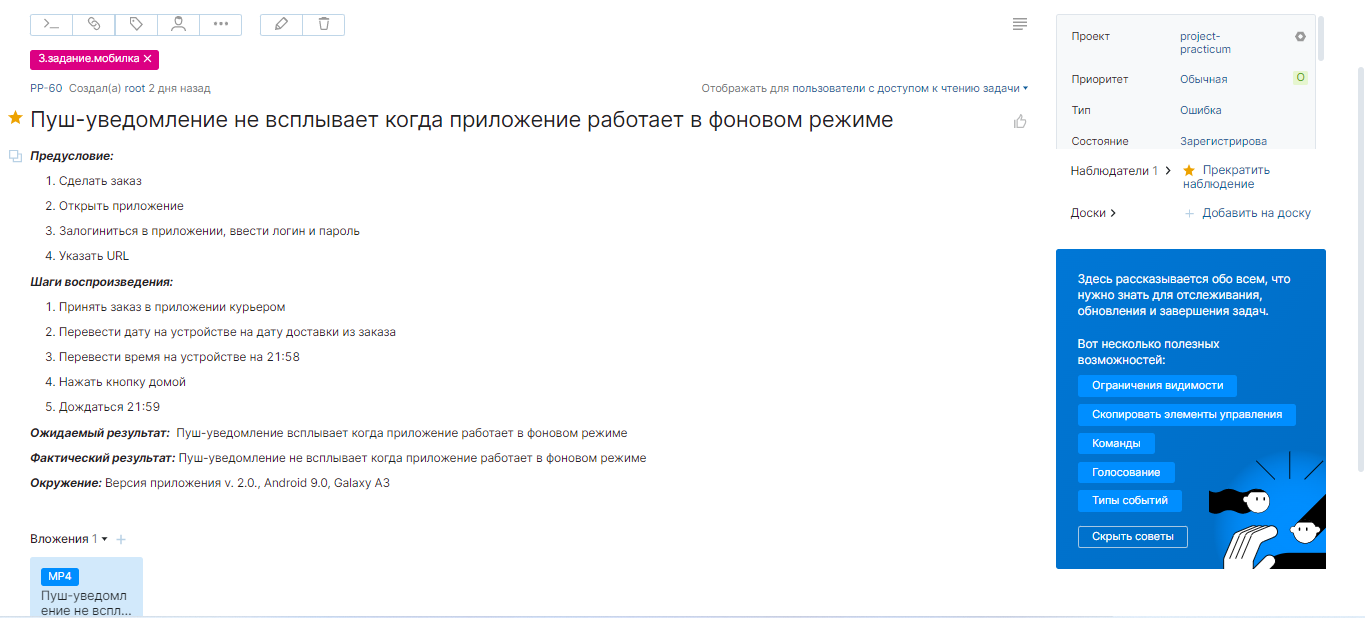 3.задание.мобилка ×
PP-60 Создал(а) root 2 дня назад
Отображать для пользователи с доступом к чтению задачи
Пуш-уведомление не всплывает когда приложение работает в фоновом режиме
Предусловие:
1. Сделать заказ
2. Открыть приложение
3. Залогиниться в приложении, ввести логин и пароль
4. Указать URL
Шаги воспроизведения:
1. Принять заказ в приложении курьером
2. Перевести дату на устройстве на дату доставки из заказа
3. Перевести время на устройстве на 21:58
4. Нажать кнопку домой
5. Дождаться 21:59
Ожидаемый результат: Пуш-уведомление всплывает когда приложение работает в фоновом режиме
Фактический результат: Пуш-уведомление не всплывает когда приложение работает в фоновом режиме
Окружение: Версия приложения v. 2.0., Android 9.0, Galaxy A3
Вложения 1
MP4
Пуш-уведомл
ение не вспл...
Проект project-
practicum
Приоритет Обычная О
Тип Ошибка
Состояние Зарегистрирова
Наблюдатели 1 Прекратить
наблюдение
Доски Добавить на доску
Здесь рассказывается обо всем, что
нужно знать для отслеживания,
обновления и завершения задач.
Вот несколько полезных
возможностей:
Ограничения видимости
Скопировать элементы управления
Команды
Голосование
Типы событий
Скрыть советы